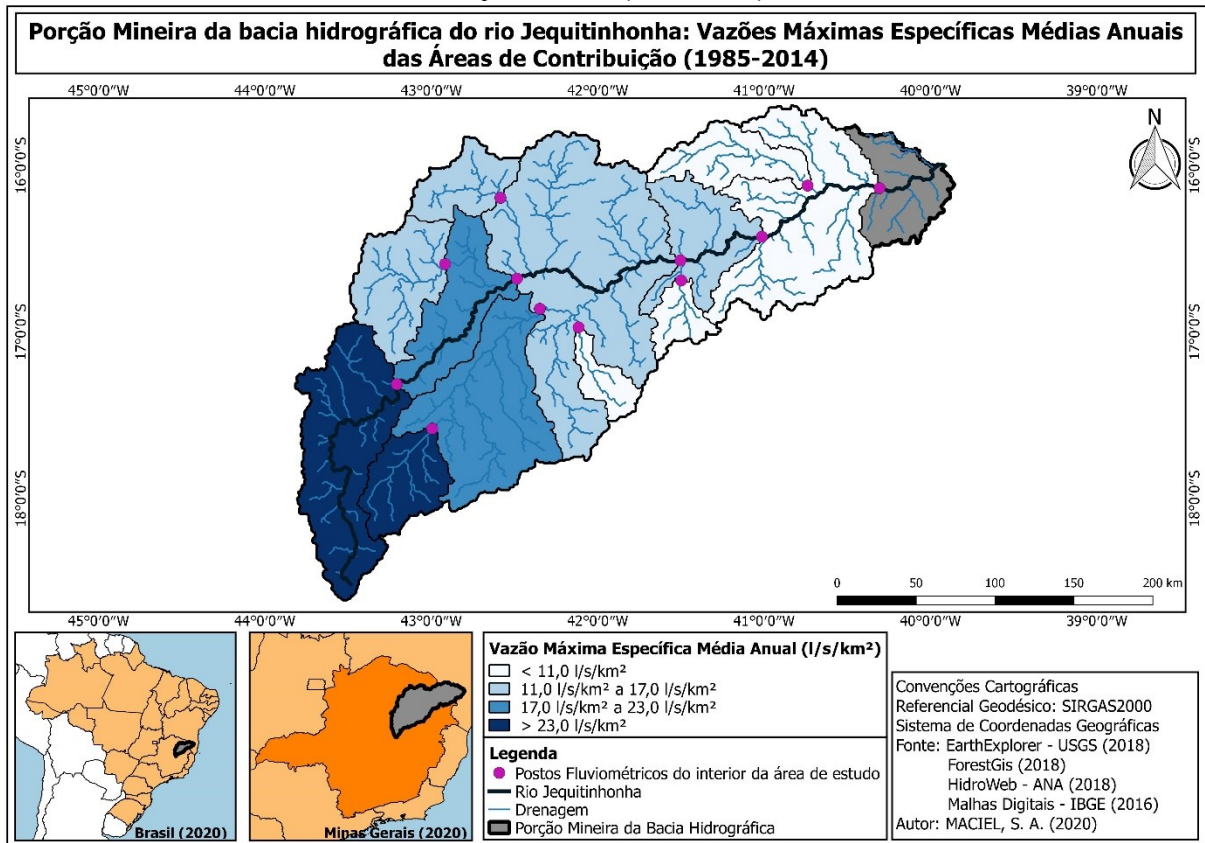 Porção Mineira da bacia hidrográfica do rio Jequitinhonha: Vazões Máximas Específicas Médias Anuais
das Áreas de Contribuição (1985-2014)
45°0'0"W 44°0'0"W 43°0'0"W 42°0'0"W 41°0'0"W 40°0'0"W 39°0'0"W
N
16°0'0"S 16°0'0"S
17°0'0"S 17°0'0"S
18°0'0"S 18°0'0"S
0 50 100 150 200 km
45°0'0"W 44°0'0"W 43°0'0"W 42°0'0"W 41°0'0"W 40°0'0"W 39°0'0"W
Brasil (2020)
Minas Gerais (2020)
Vazão Máxima Específica Média Anual (l/s/km²)
< 11,0 l/s/km²
11,0 l/s/km² a 17,0 l/s/km²
17,0 l/s/km² a 23,0 l/s/km²
> 23,0 l/s/km²
Legenda
Postos Fluviométricos do interior da área de estudo
Rio Jequitinhonha
Drenagem
Porção Mineira da Bacia Hidrográfica
Convenções Cartográficas
Referencial Geodésico: SIRGAS2000
Sistema de Coordenadas Geográficas
Fonte: EarthExplorer - USGS (2018)
ForestGis (2018)
HidroWeb - ANA (2018)
Malhas Digitais - IBGE (2016)
Autor: MACIEL, S. A. (2020)